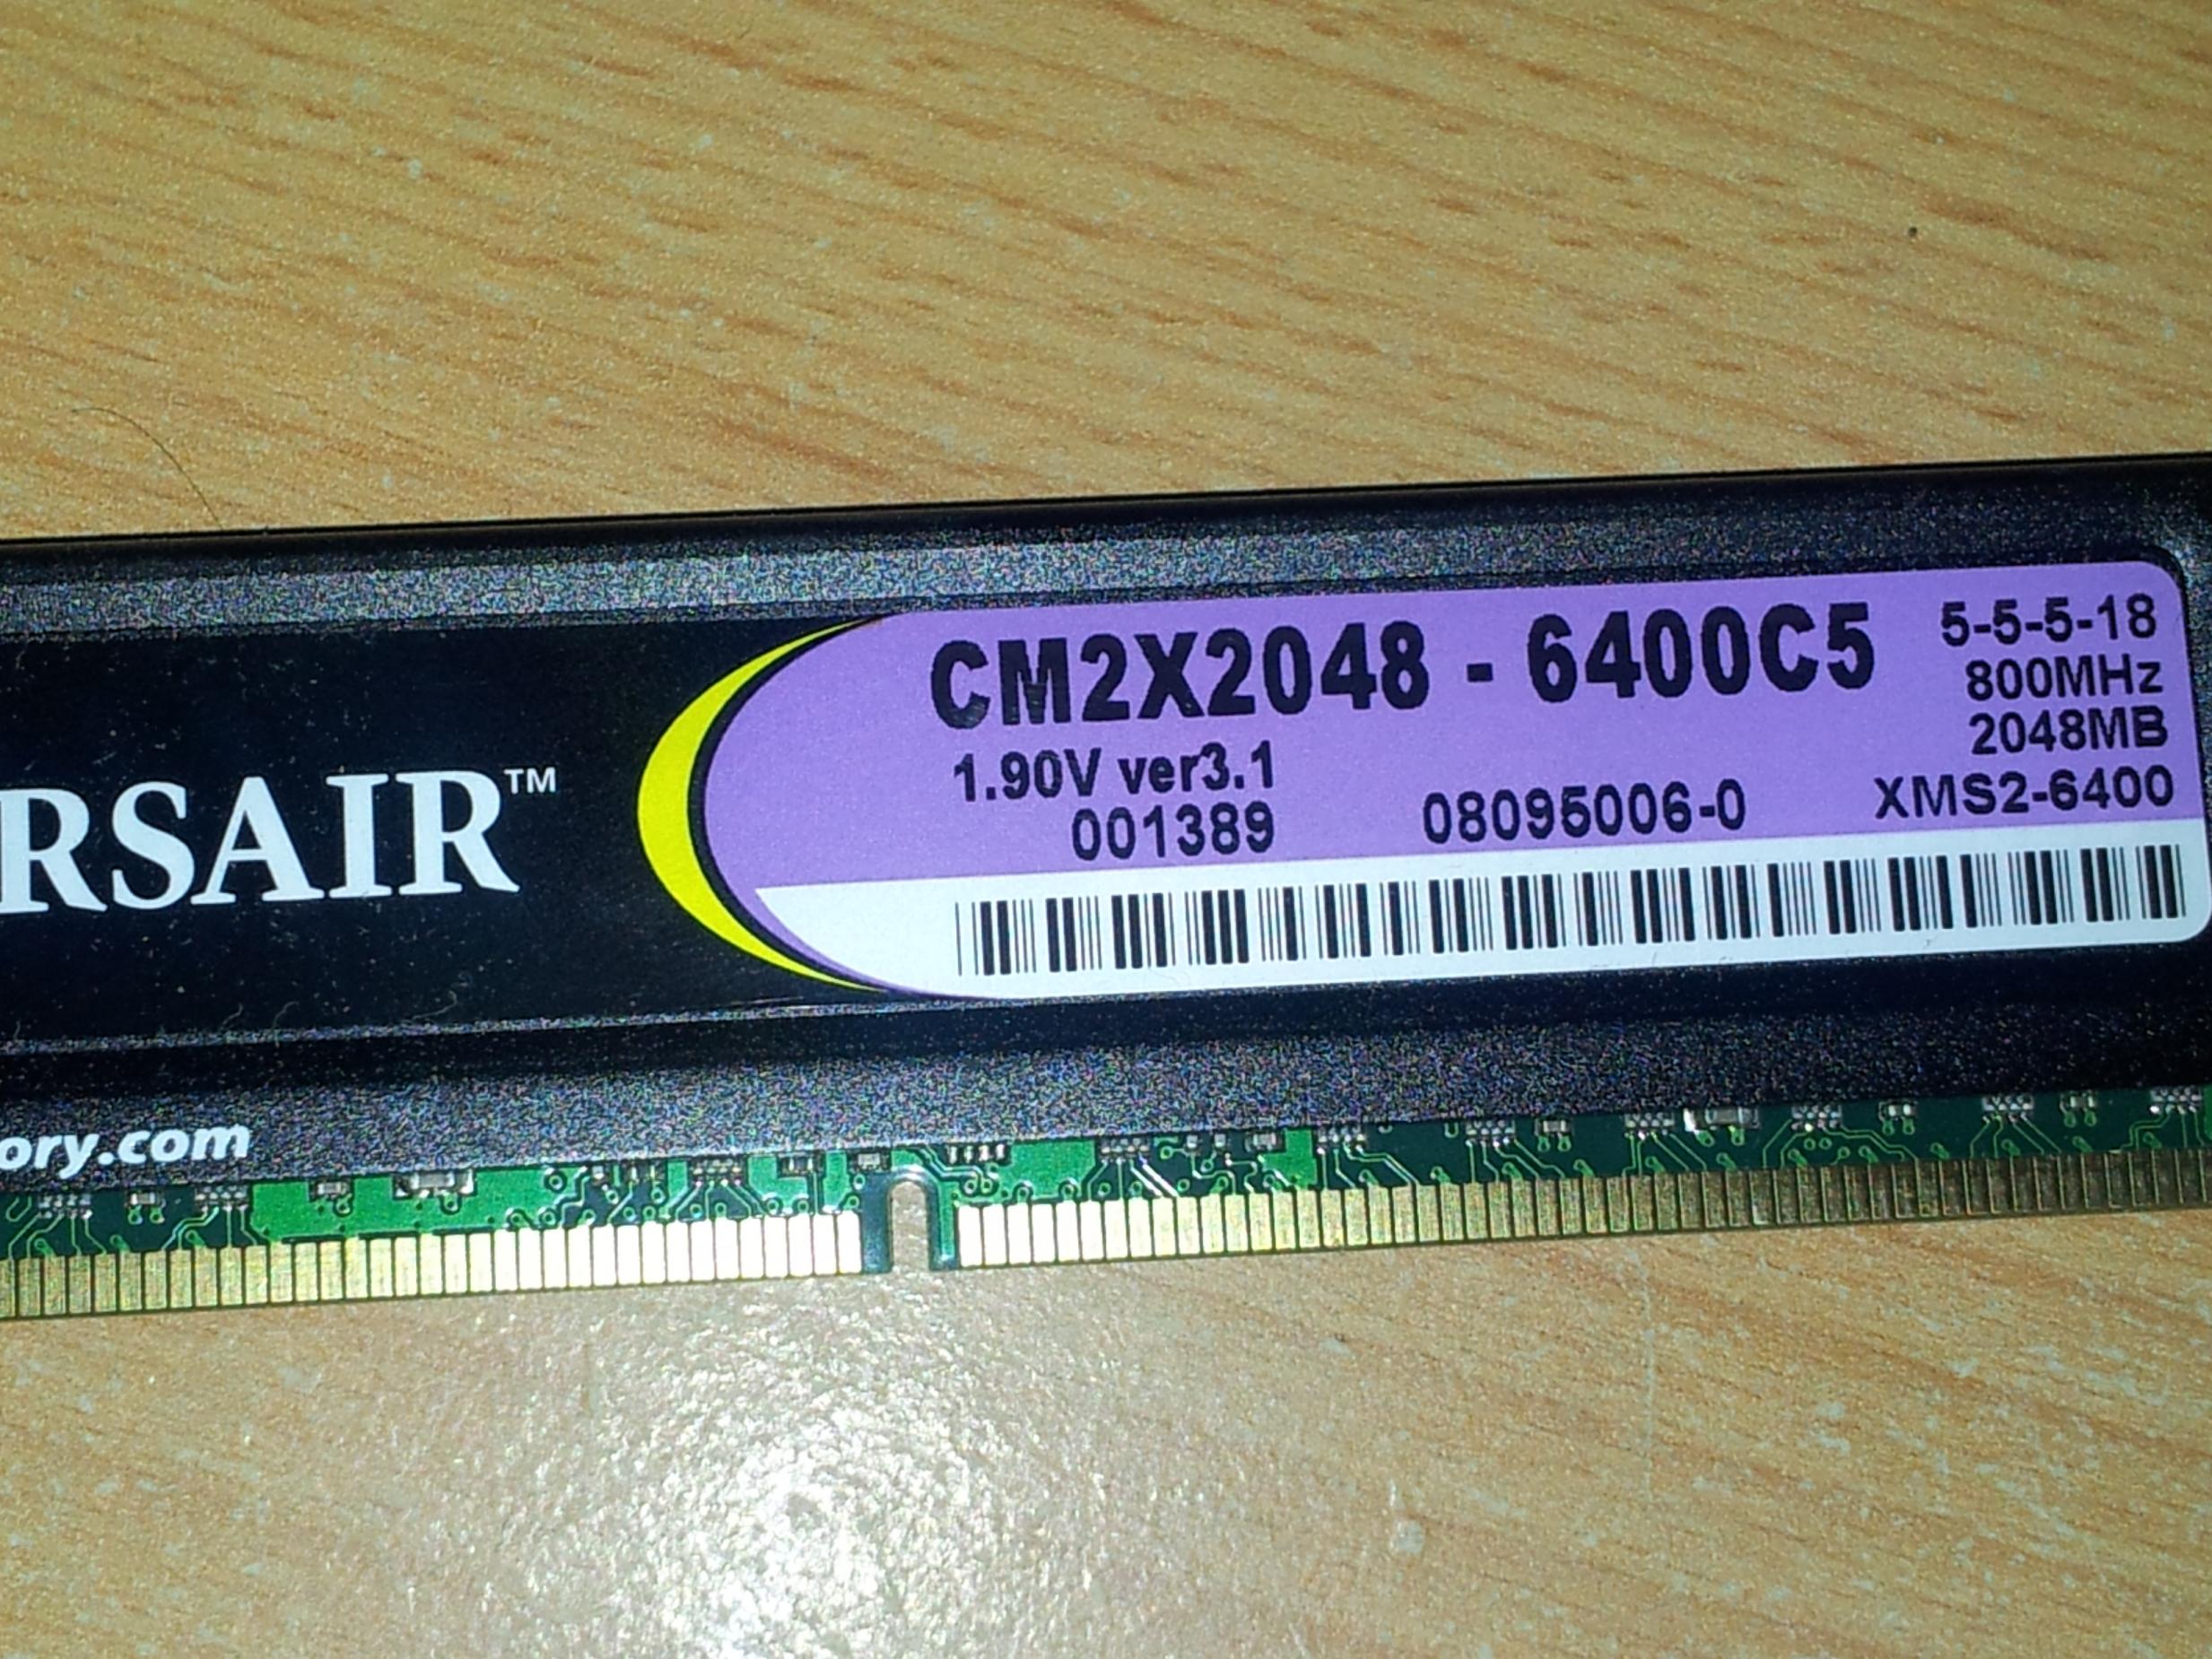 RSAIR™
CM2X2048 - 6400C5
5-5-5-18
800MHz
2048MB
XMS2-6400
1.90V ver3.1
001389 08095006-0
ory.com